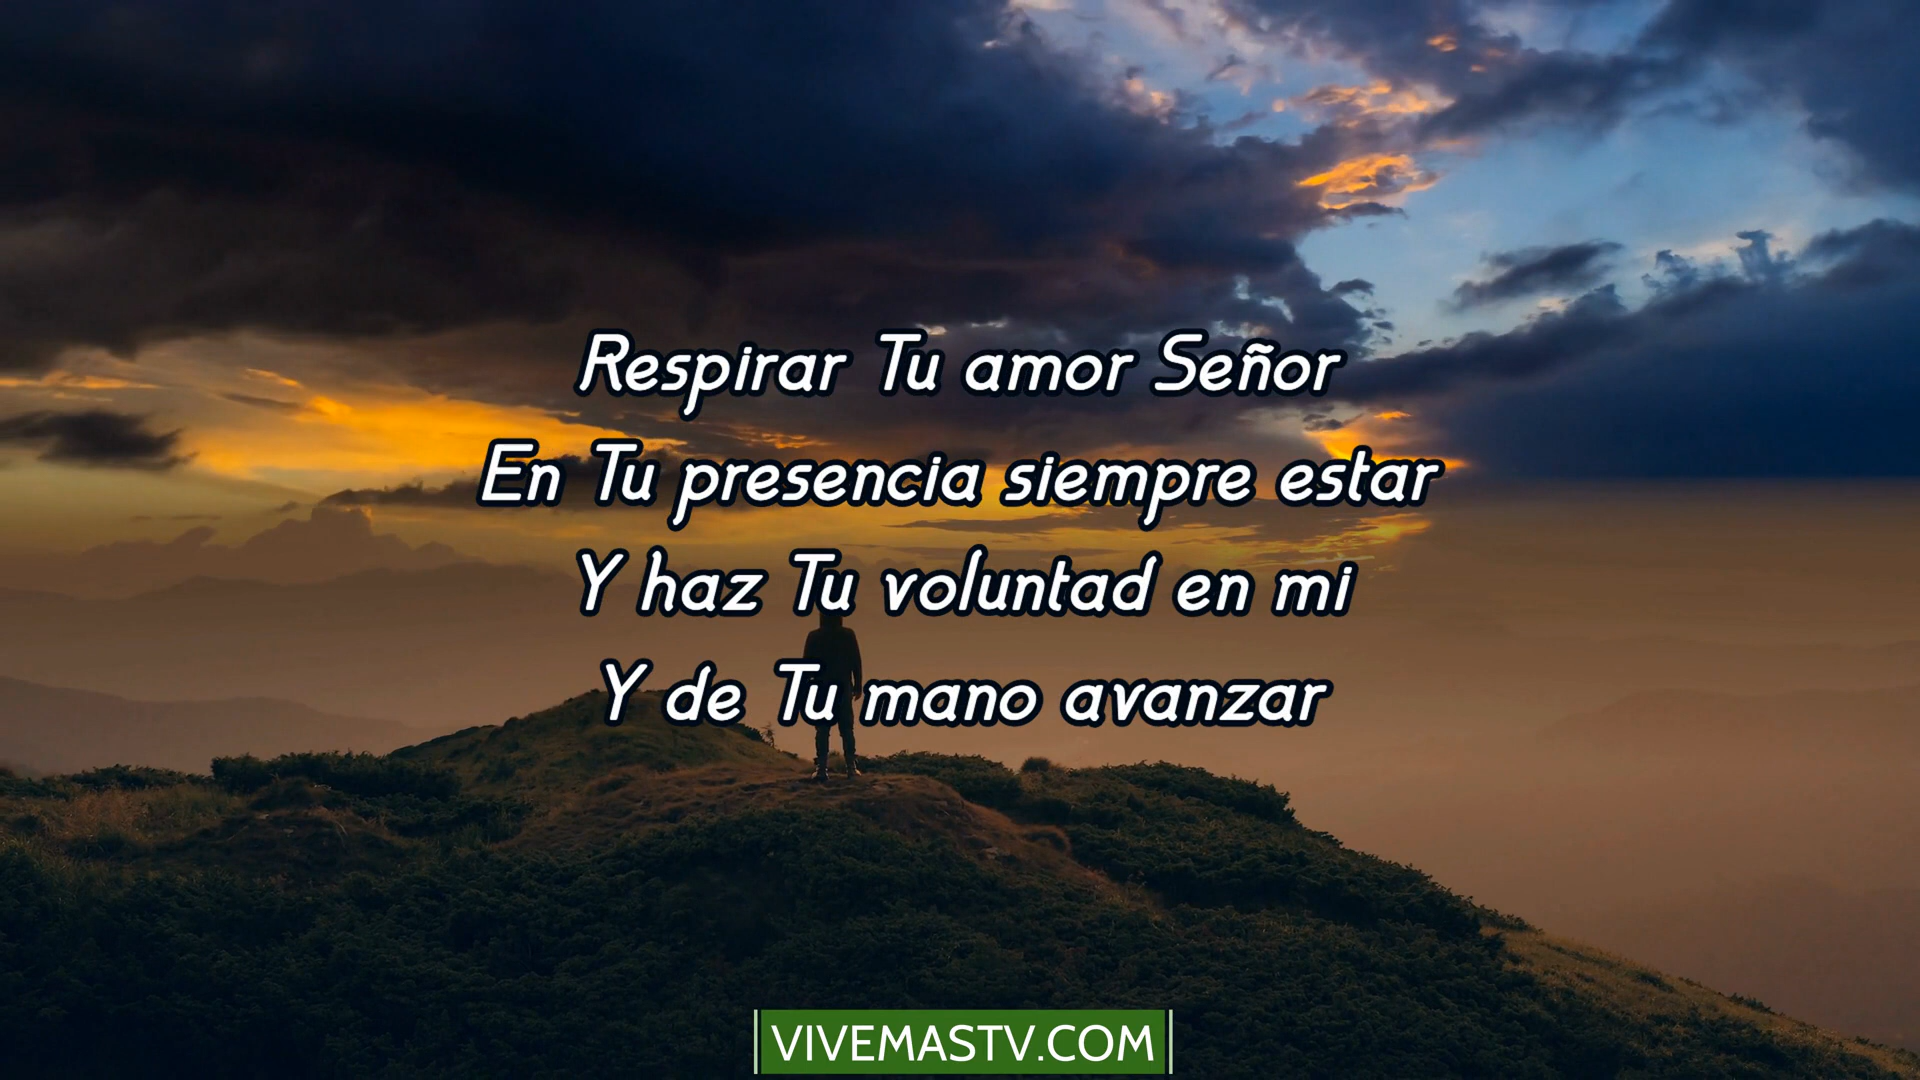 Respirar Tu amor Señor
En Tu presencia siempre estar
Y haz Tu voluntad en mi
Y de Tu mano avanzar
VIVEMASTV.COM